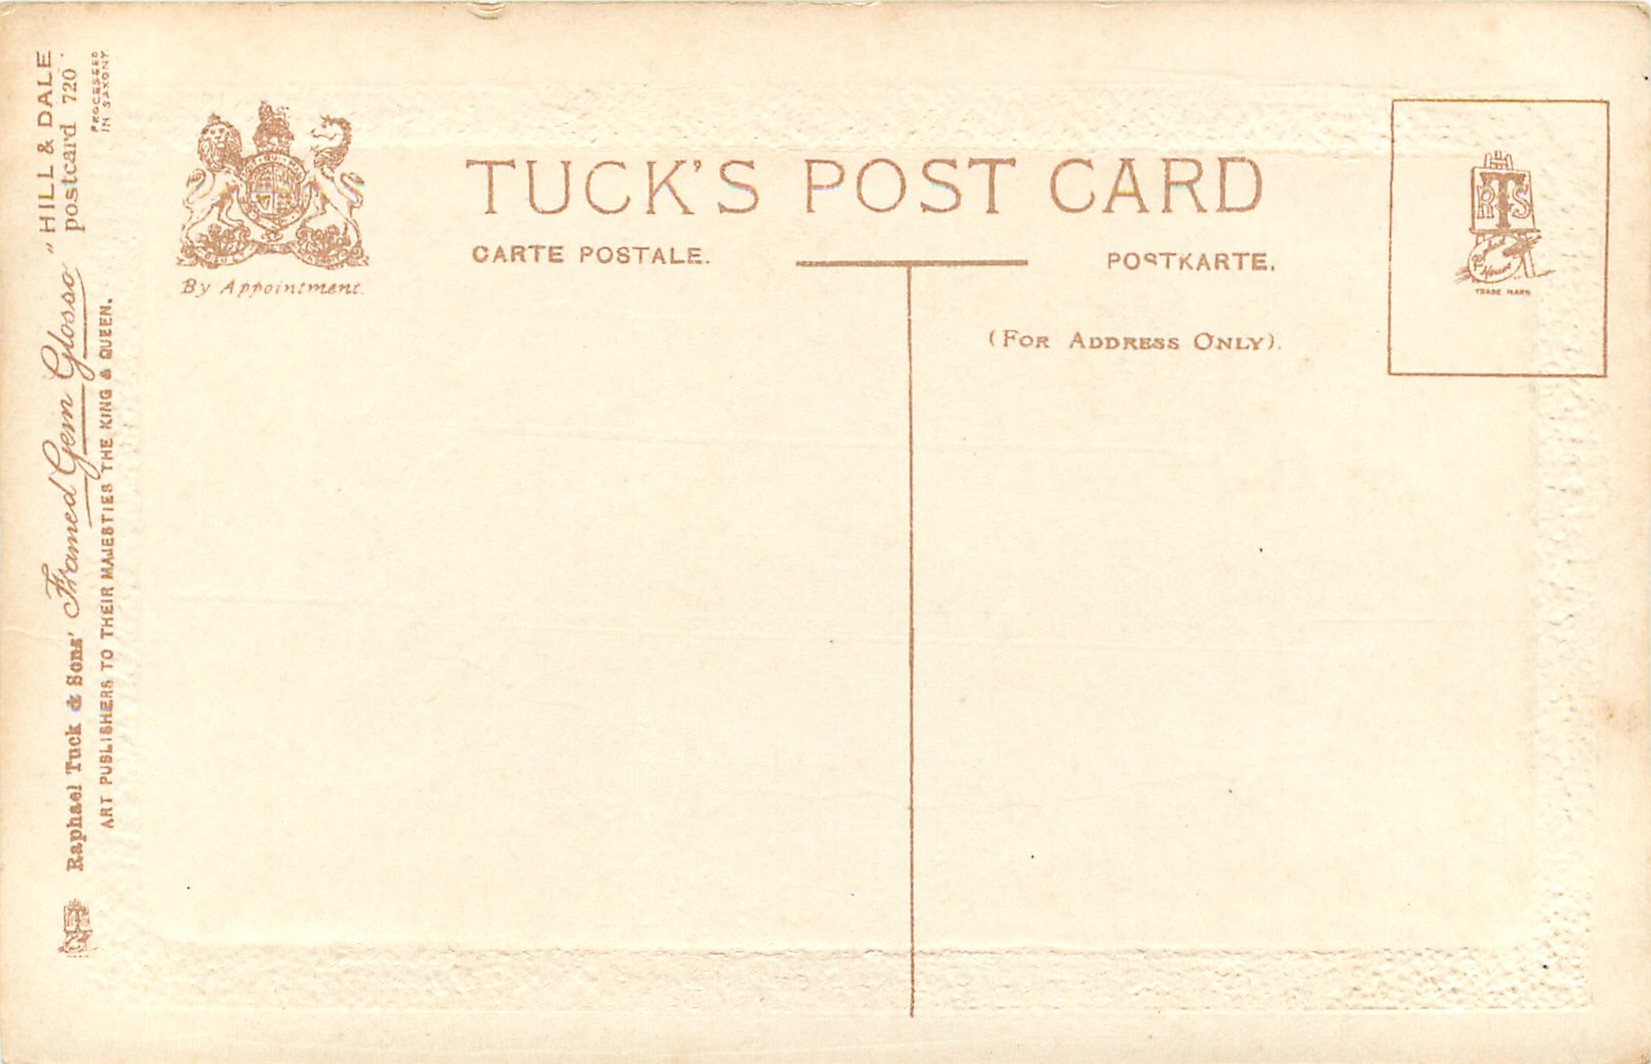 TUCK'S POST CARD
CARTE POSTALE.
POSTKARTE.
By Appointment.
(FOR ADDRESS ONLY).
RTS
TRADE MARK
Raphael Tuck & Sons' Framed Gem Glosso "HILL & DALE"
postcard 720
ART PUBLISHERS TO THEIR MAJESTIES THE KING & QUEEN.
PROCESSED
IN SAXONY